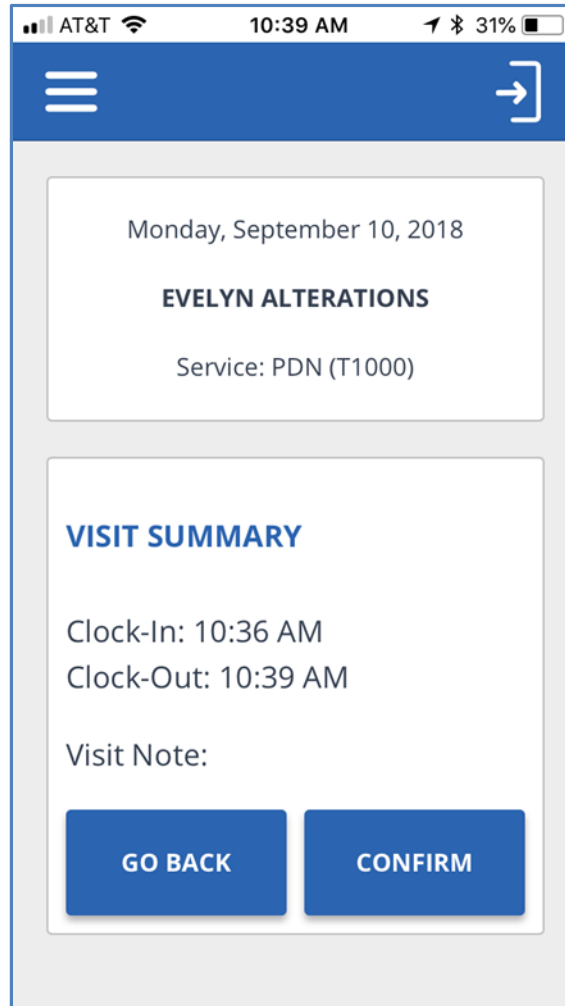 AT&T 10:39 AM 31%
Monday, September 10, 2018
EVELYN ALTERATIONS
Service: PDN (T1000)
VISIT SUMMARY
Clock-In: 10:36 AM
Clock-Out: 10:39 AM
Visit Note:
GO BACK CONFIRM